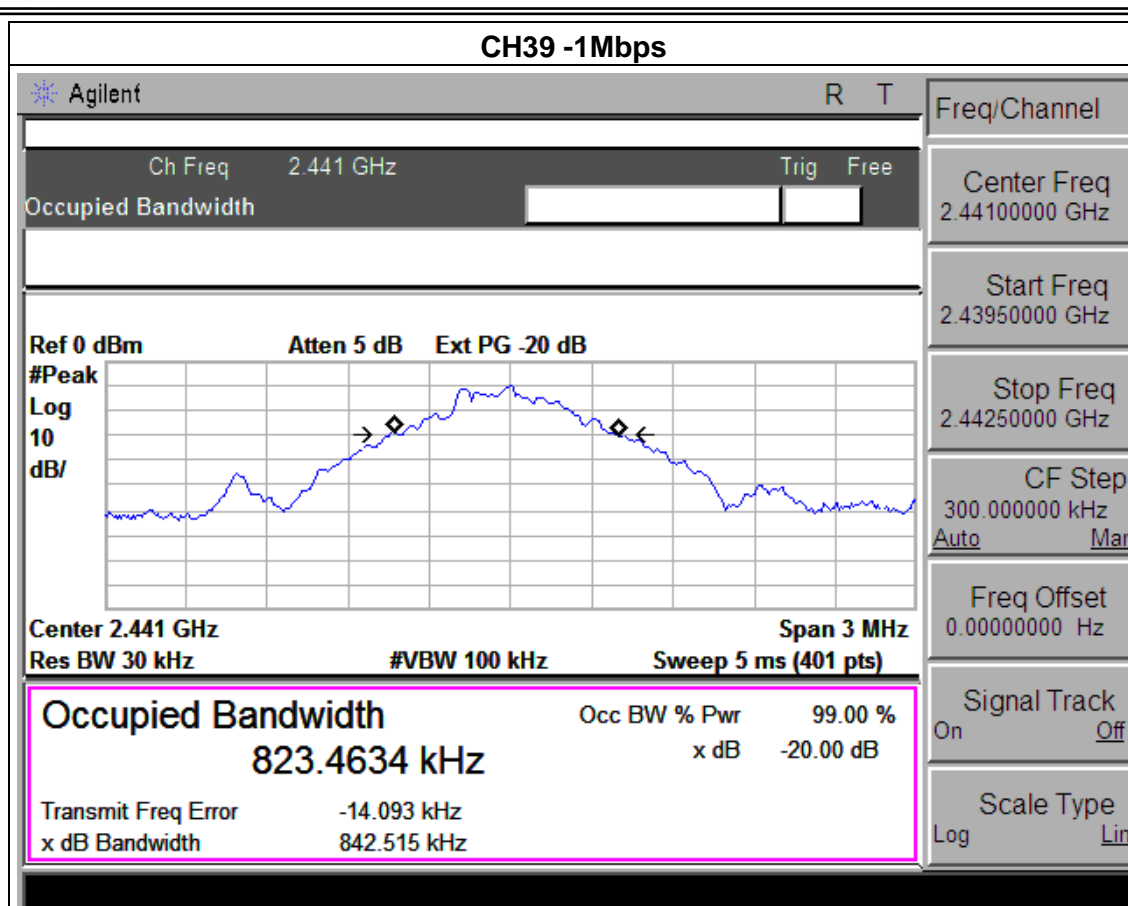 CH39 -1Mbps
Agilent R T
Ch Freq 2.441 GHz Trig Free
Occupied Bandwidth
Ref 0 dBm Atten 5 dB Ext PG -20 dB
#Peak
Log
10
dB/
Center 2.441 GHz Span 3 MHz
Res BW 30 kHz #VBW 100 kHz Sweep 5 ms (401 pts)
Occupied Bandwidth Occ BW % Pwr 99.00 %
823.4634 kHz x dB -20.00 dB
Transmit Freq Error -14.093 kHz
x dB Bandwidth 842.515 kHz
Freq/Channel
Center Freq
2.44100000 GHz
Start Freq
2.43950000 GHz
Stop Freq
2.44250000 GHz
CF Step
300.000000 kHz
Auto Man
Freq Offset
0.00000000 Hz
Signal Track
On Off
Scale Type
Log Lin